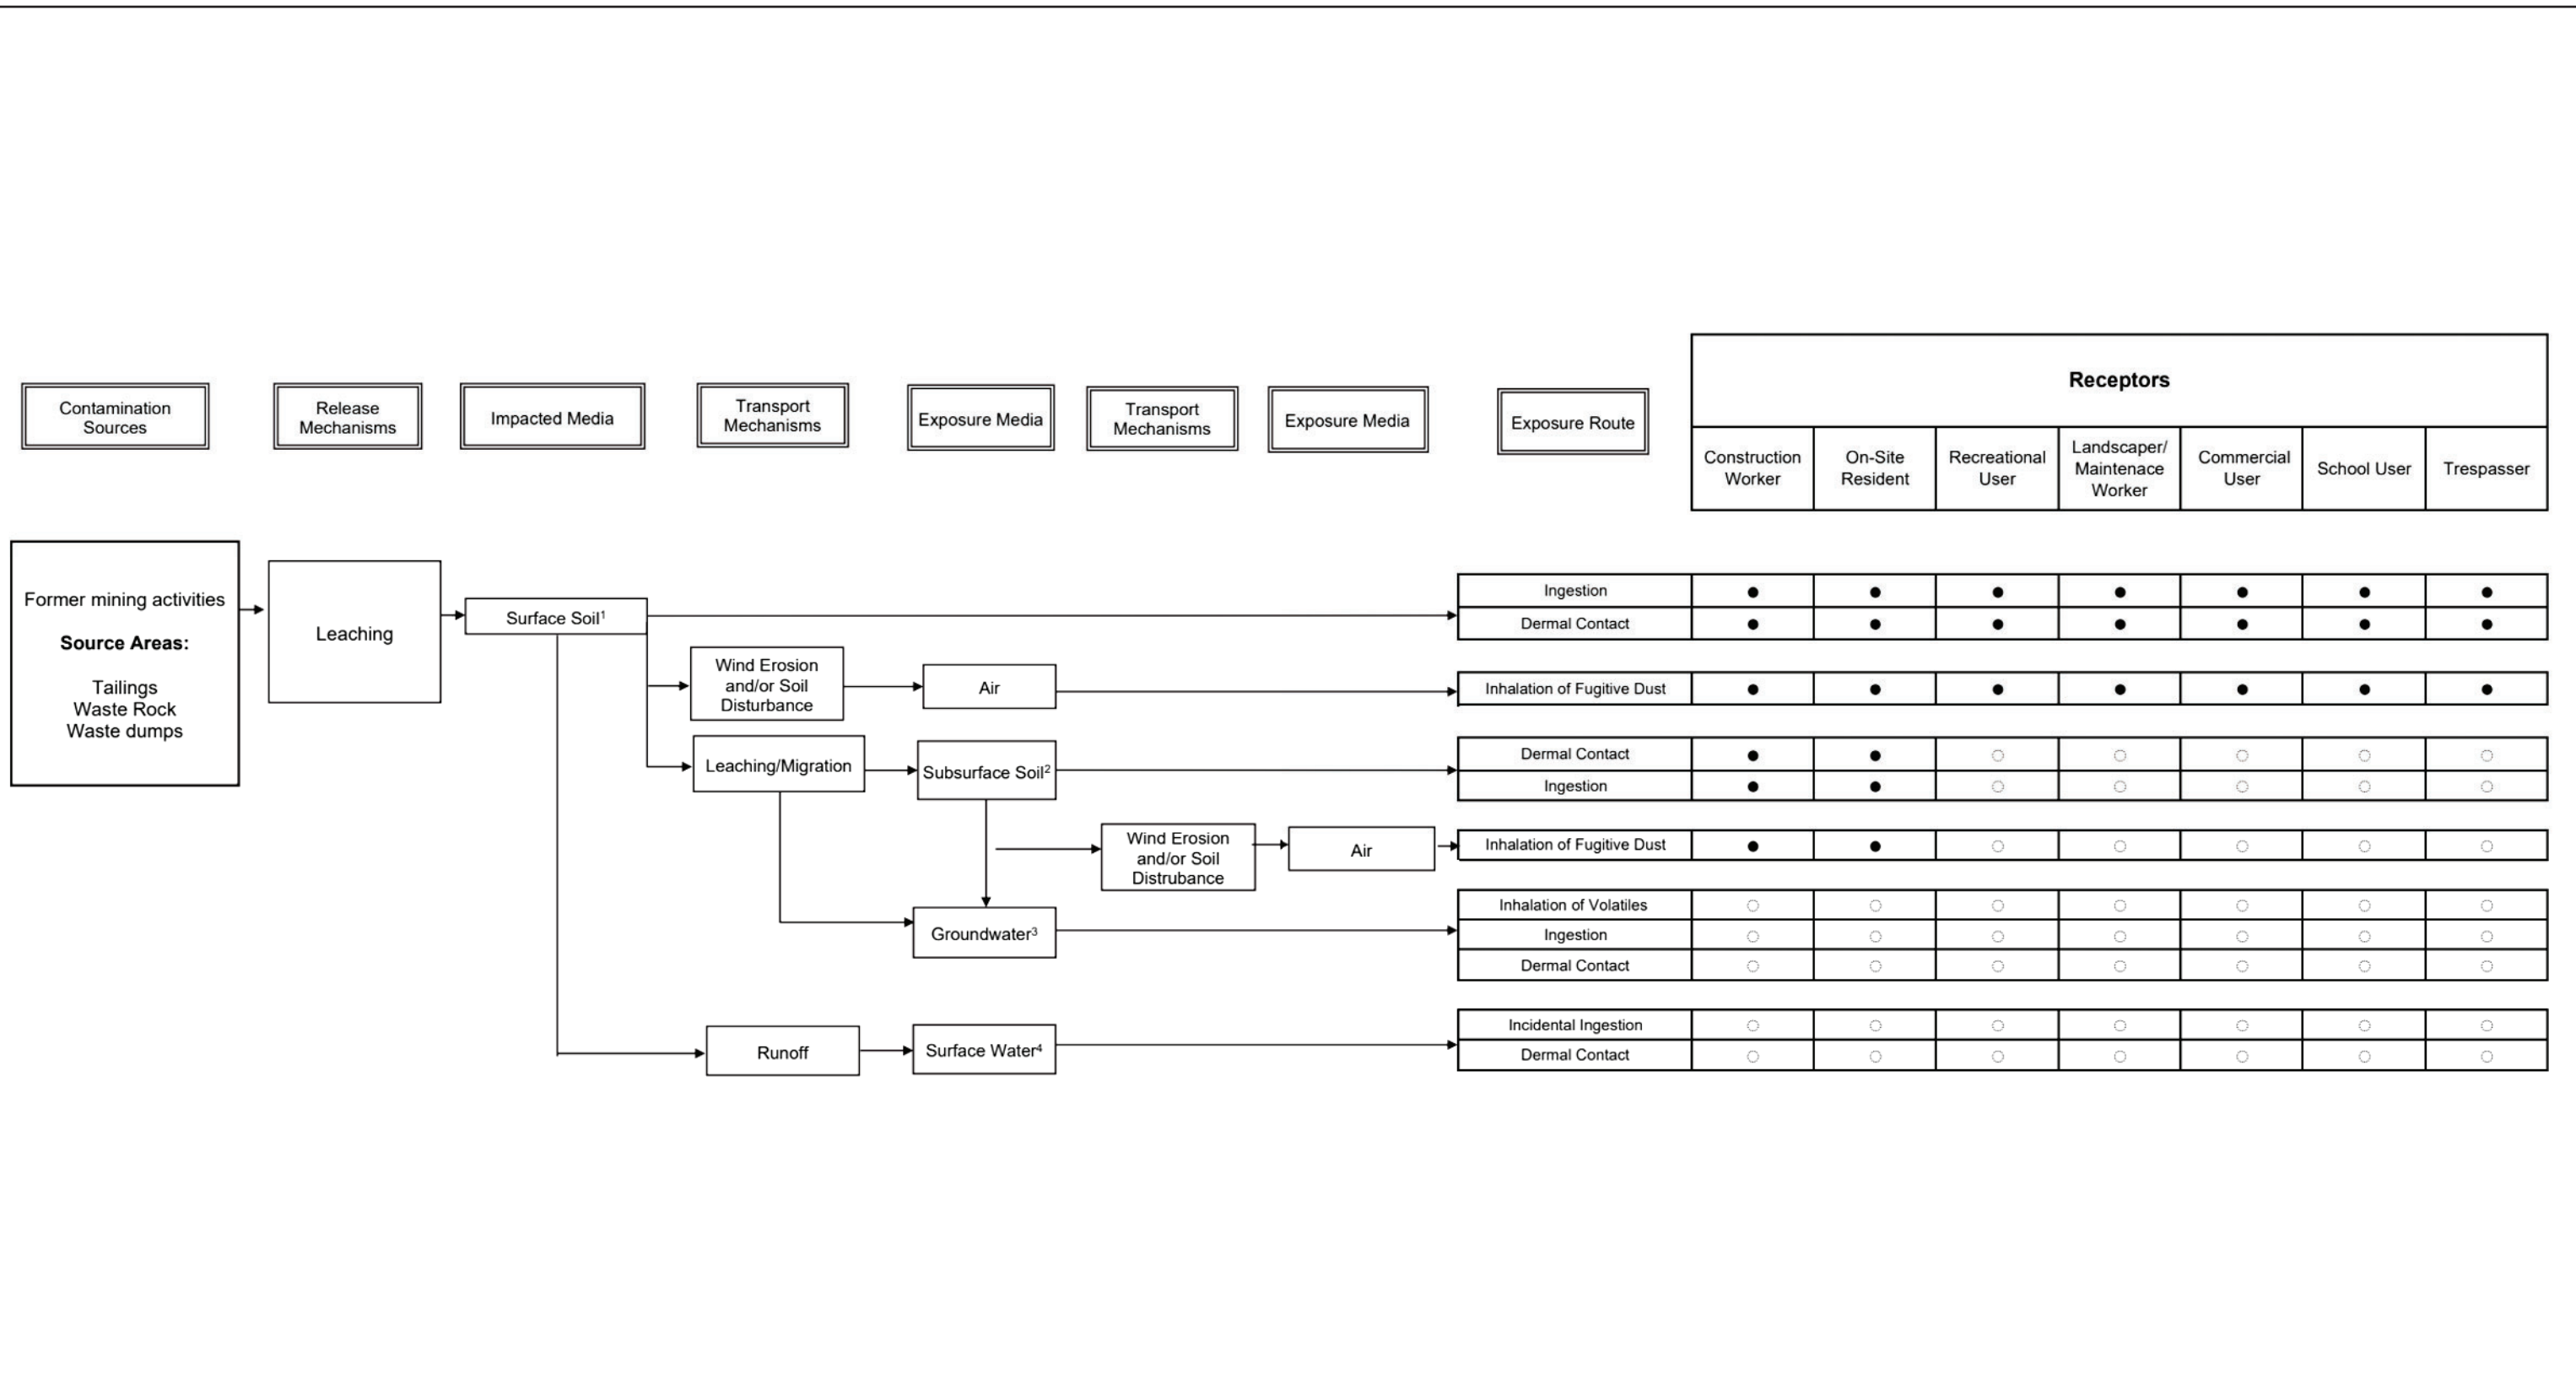 Contamination
Sources
Release
Mechanisms
Impacted Media
Transport
Mechanisms
Exposure Media
Transport
Mechanisms
Exposure Media
Exposure Route
Receptors
Construction
Worker
On-Site
Resident
Recreational
User
Landscaper/
Maintenace
Worker
Commercial
User
School User
Trespasser
Former mining activities
Source Areas:
Tailings
Waste Rock
Waste dumps
Leaching
Surface Soil¹
Ingestion
Dermal Contact
Wind Erosion
and/or Soil
Disturbance
Air
Inhalation of Fugitive Dust
Leaching/Migration
Subsurface Soil²
Dermal Contact
Ingestion
Wind Erosion
and/or Soil
Distrubance
Air
Inhalation of Fugitive Dust
Groundwater³
Inhalation of Volatiles
Ingestion
Dermal Contact
Runoff
Surface Water⁴
Incidental Ingestion
Dermal Contact